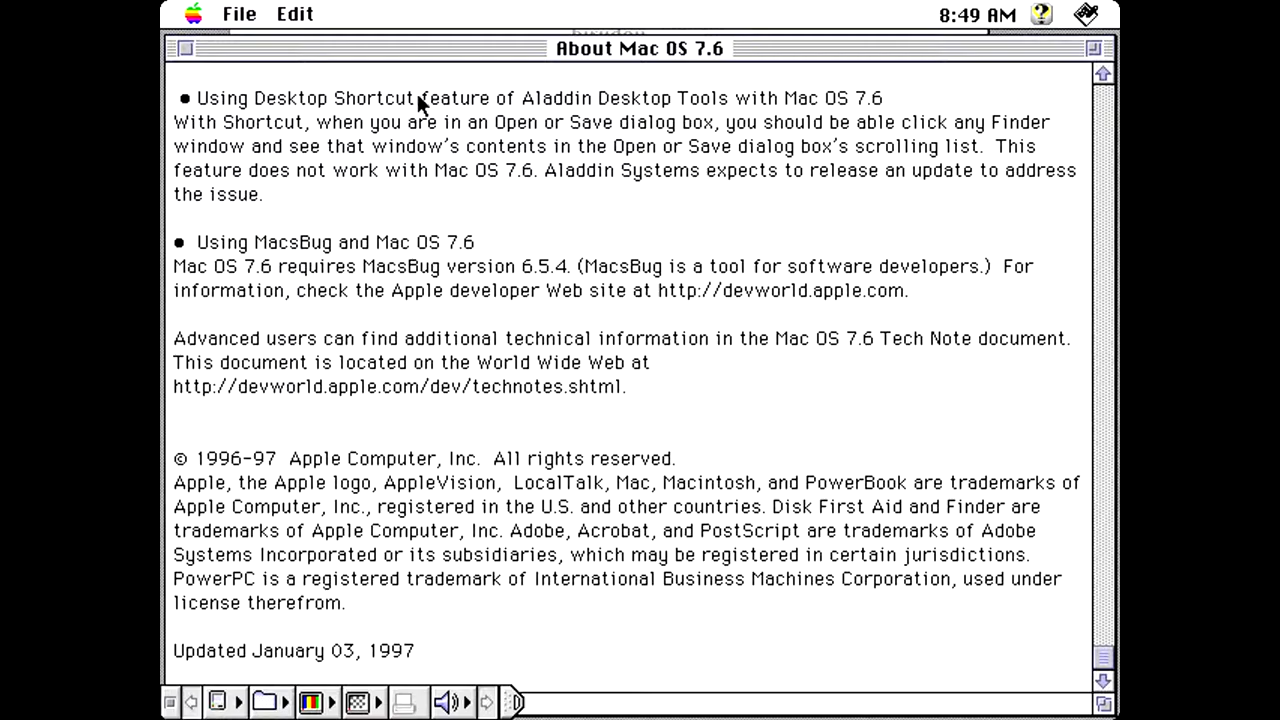 File Edit 8:49 AM
About Mac OS 7.6
● Using Desktop Shortcut feature of Aladdin Desktop Tools with Mac OS 7.6
With Shortcut, when you are in an Open or Save dialog box, you should be able click any Finder
window and see that window's contents in the Open or Save dialog box's scrolling list.  This
feature does not work with Mac OS 7.6. Aladdin Systems expects to release an update to address
the issue.
●  Using MacsBug and Mac OS 7.6
Mac OS 7.6 requires MacsBug version 6.5.4. (MacsBug is a tool for software developers.)  For
information, check the Apple developer Web site at http://devworld.apple.com.
Advanced users can find additional technical information in the Mac OS 7.6 Tech Note document.
This document is located on the World Wide Web at
http://devworld.apple.com/dev/technotes.shtml.
© 1996-97  Apple Computer, Inc.  All rights reserved.
Apple, the Apple logo, AppleVision,  LocalTalk, Mac, Macintosh, and PowerBook are trademarks of
Apple Computer, Inc., registered in the U.S. and other countries. Disk First Aid and Finder are
trademarks of Apple Computer, Inc. Adobe, Acrobat, and PostScript are trademarks of Adobe
Systems Incorporated or its subsidiaries, which may be registered in certain jurisdictions.
PowerPC is a registered trademark of International Business Machines Corporation, used under
license therefrom.
Updated January 03, 1997